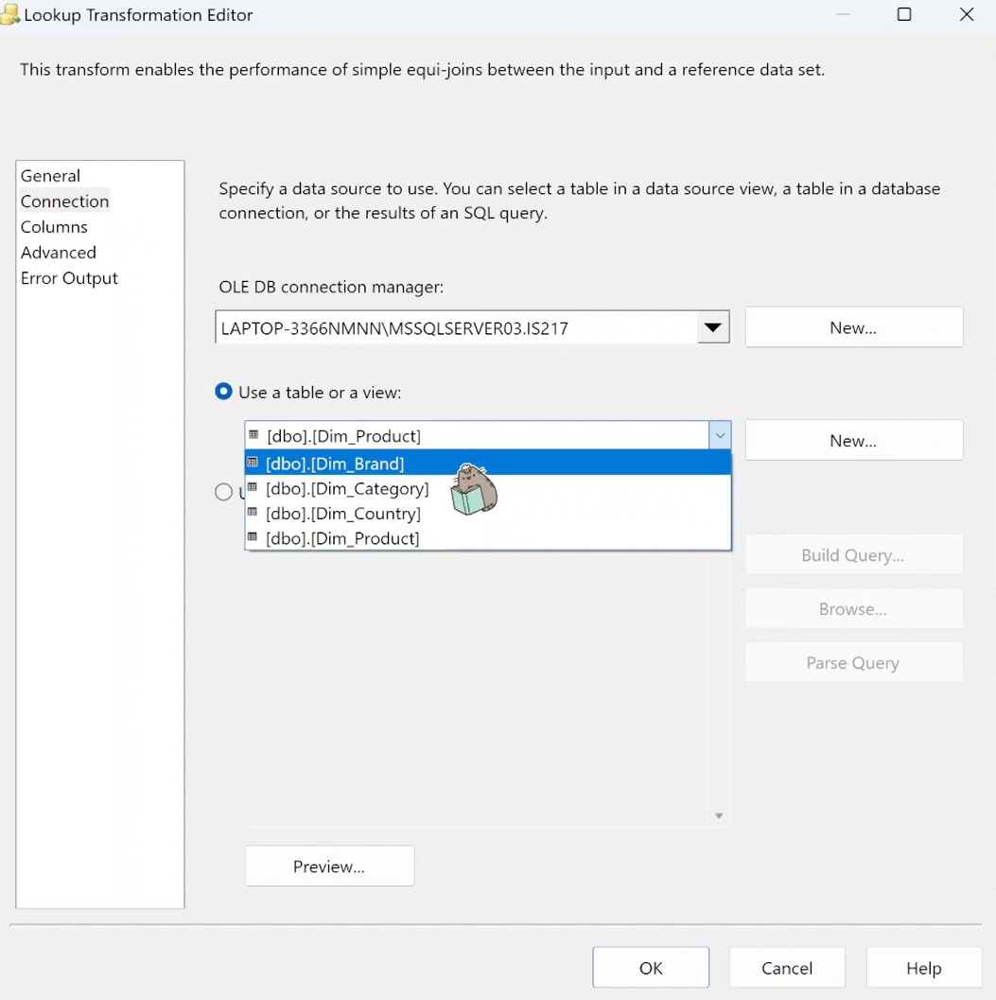 Lookup Transformation Editor
This transform enables the performance of simple equi-joins between the input and a reference data set.
General
Connection
Columns
Advanced
Error Output
Specify a data source to use. You can select a table in a data source view, a table in a database
connection, or the results of an SQL query.
OLE DB connection manager:
LAPTOP-3366NMNN\MSSQLSERVER03.IS217
New...
Use a table or a view:
[dbo].[Dim_Product]
New...
[dbo].[Dim_Brand]
[dbo].[Dim_Category]
[dbo].[Dim_Country]
[dbo].[Dim_Product]
Build Query...
Browse...
Parse Query
Preview...
OK
Cancel
Help